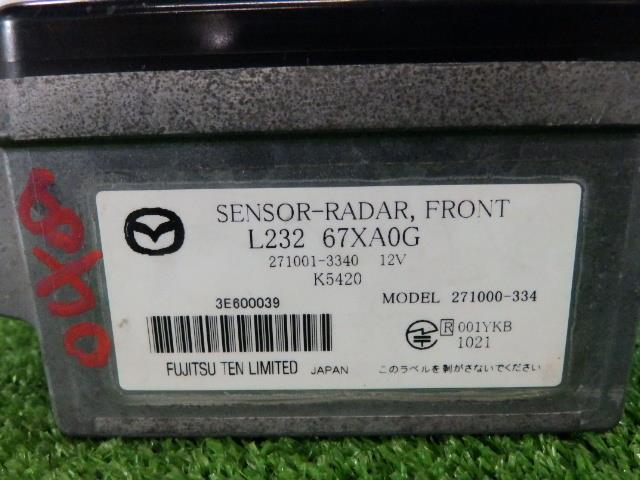 SENSOR-RADAR, FRONT
L232 67XA0G
271001-3340 12V
K5420
3E600039
MODEL 271000-334
R 001YKB
1021
FUJITSU TEN LIMITED JAPAN
このラベルを剥がさないでください